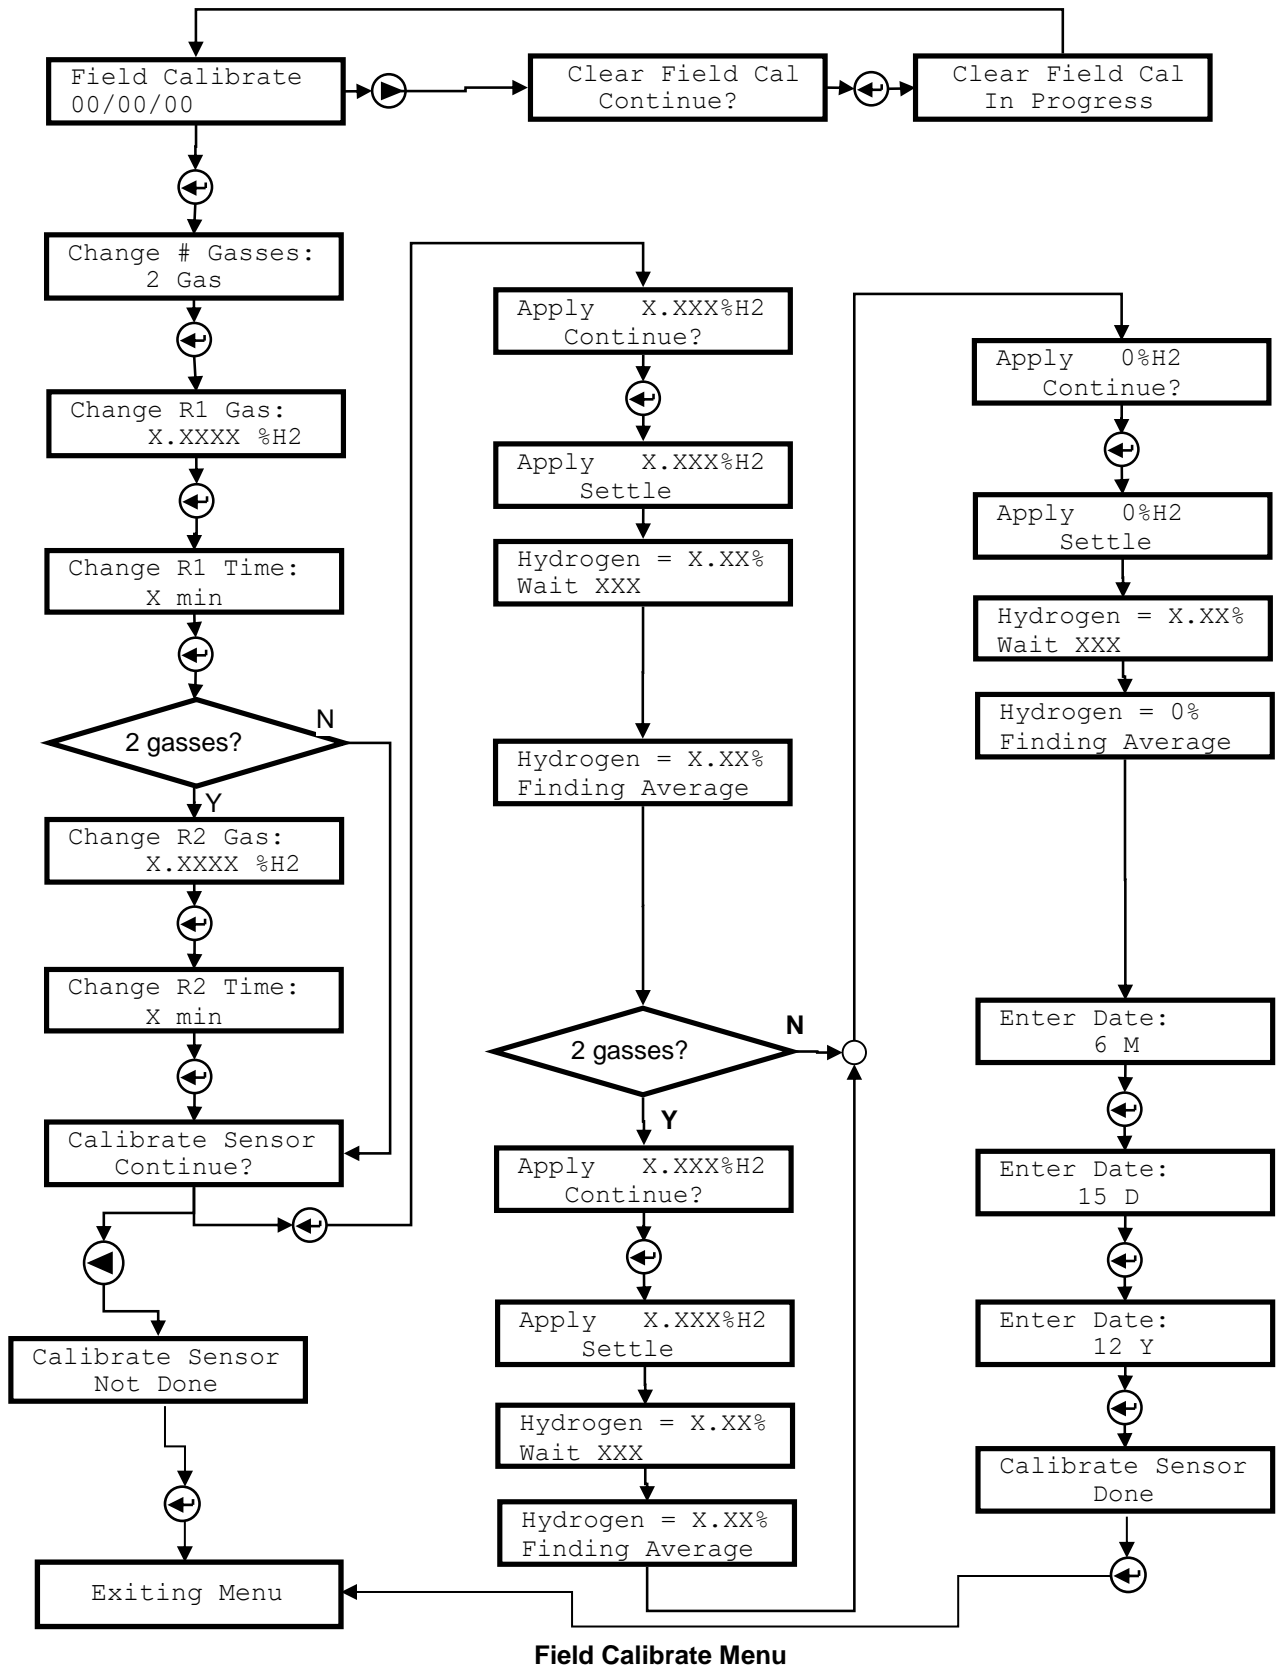 Field Calibrate
00/00/00
Clear Field Cal
Continue?
Clear Field Cal
In Progress
Change # Gasses:
2 Gas
Change R1 Gas:
X.XXXX %H2
Change R1 Time:
X min
2 gasses?
N
Y
Change R2 Gas:
X.XXXX %H2
Change R2 Time:
X min
Calibrate Sensor
Continue?
Calibrate Sensor
Not Done
Exiting Menu
Apply X.XXX%H2
Continue?
Apply X.XXX%H2
Settle
Hydrogen = X.XX%
Wait XXX
Hydrogen = X.XX%
Finding Average
2 gasses?
N
Y
Apply X.XXX%H2
Continue?
Apply X.XXX%H2
Settle
Hydrogen = X.XX%
Wait XXX
Hydrogen = X.XX%
Finding Average
Apply 0%H2
Continue?
Apply 0%H2
Settle
Hydrogen = X.XX%
Wait XXX
Hydrogen = 0%
Finding Average
Enter Date:
6 M
Enter Date:
15 D
Enter Date:
12 Y
Calibrate Sensor
Done
Field Calibrate Menu